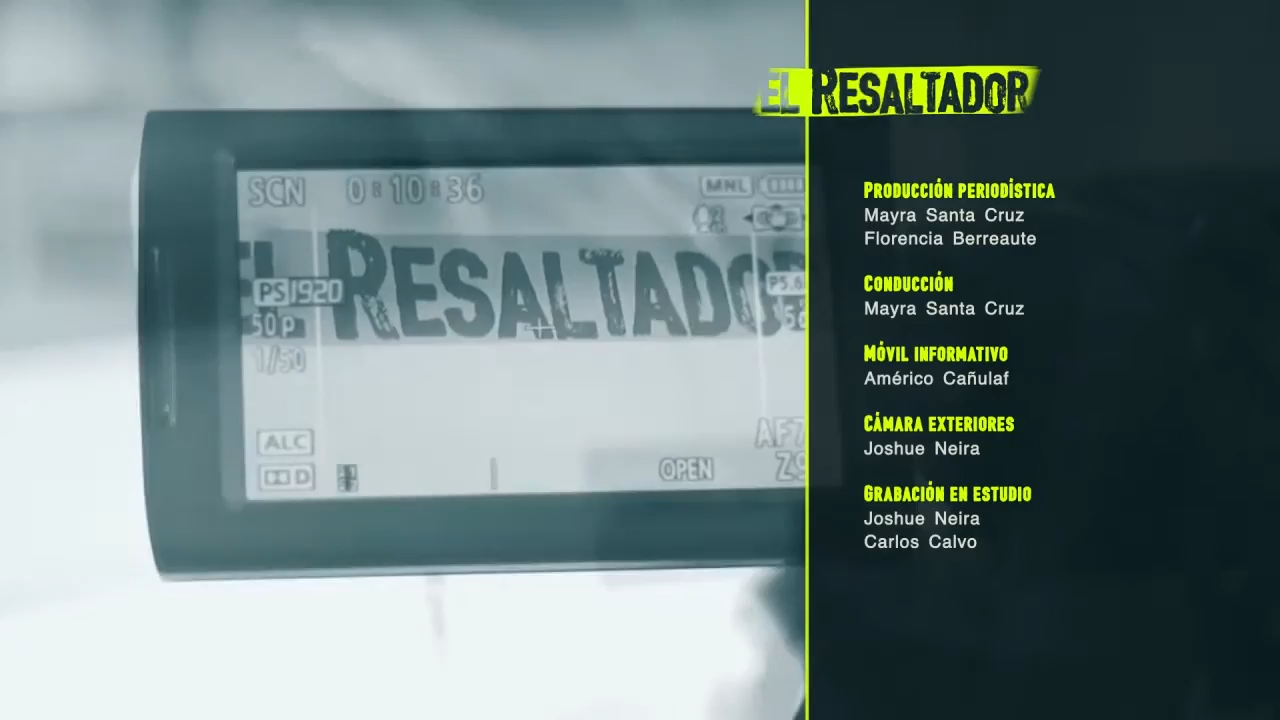 EL RESALTADOR
SCN 0:10:36 MNL
EL RESALTADOR
PS 1920
50P
1/50
ALC
OPEN
PRODUCCIÓN PERIODÍSTICA
Mayra Santa Cruz
Florencia Berreaute
CONDUCCIÓN
Mayra Santa Cruz
MÓVIL INFORMATIVO
Américo Cañulaf
CÁMARA EXTERIORES
Joshue Neira
GRABACIÓN EN ESTUDIO
Joshue Neira
Carlos Calvo